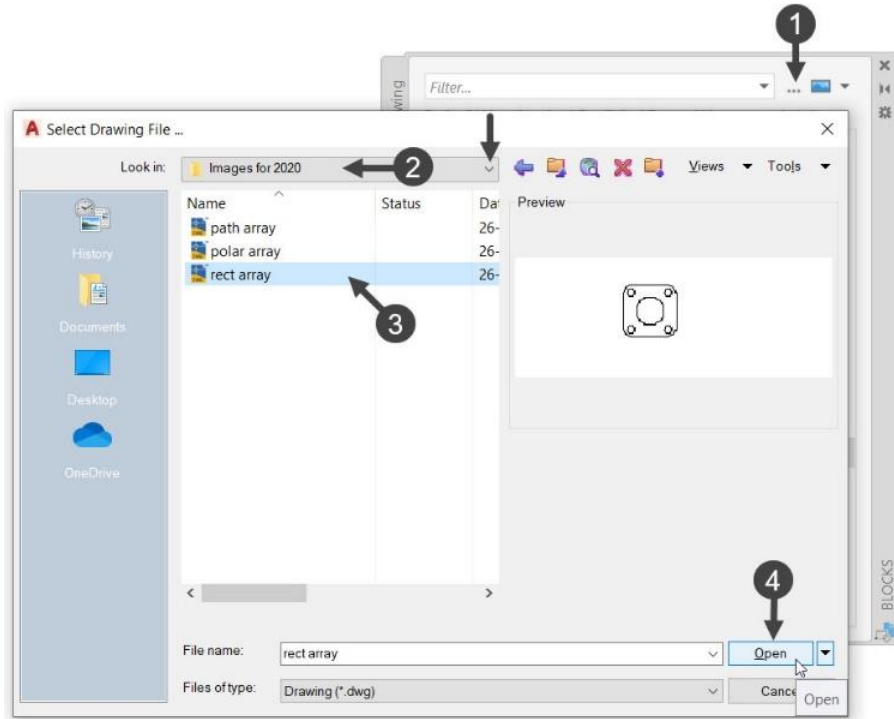 1
Filter...
...
wing
A Select Drawing File ...
Look in:
Images for 2020
2
Views
Tools
Name
Status
Dat
Preview
path array
26-
polar array
26-
rect array
26-
3
History
Documents
Desktop
OneDrive
4
BLOCKS
File name:
rect array
Open
Files of type:
Drawing (*.dwg)
Cance
Open